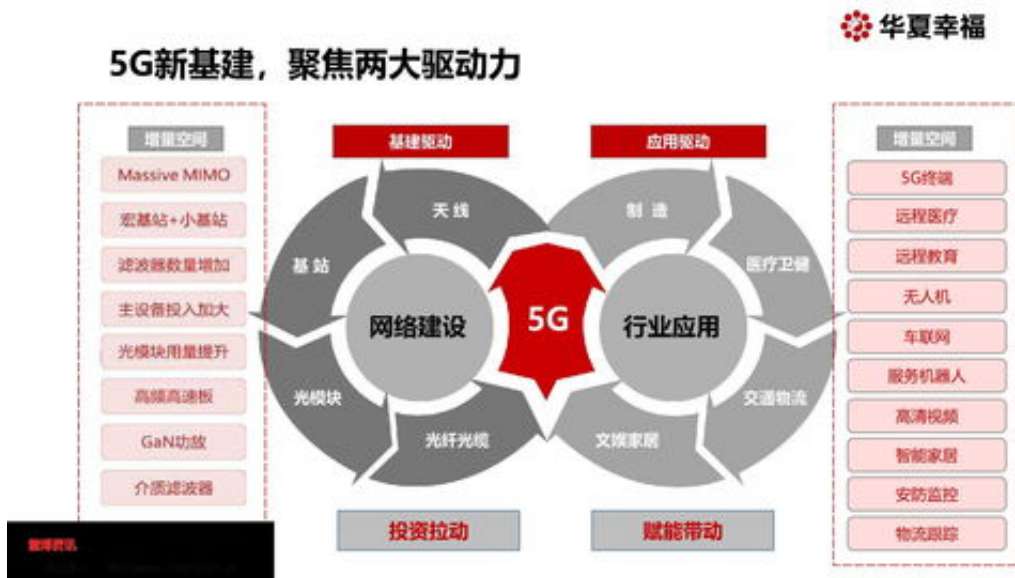 华夏幸福
5G新基建，聚焦两大驱动力
增量空间
Massive MIMO
宏基站+小基站
滤波器数量增加
主设备投入加大
光模块用量提升
高频高速板
GaN功放
介质滤波器
基建驱动
天线
基站
网络建设
光模块
光纤光缆
投资拉动
5G
应用驱动
制造
医疗卫健
行业应用
交通物流
文娱家居
赋能带动
增量空间
5G终端
远程医疗
远程教育
无人机
车联网
服务机器人
高清视频
智能家居
安防监控
物流跟踪